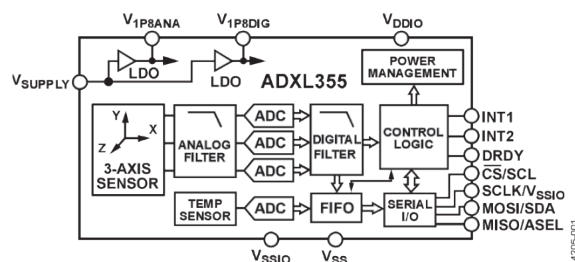 V1P8ANA
V1P8DIG
VDDIO
LDO
LDO
ADXL355
POWER
MANAGEMENT
VSUPPLY
Y
X
Z
3-AXIS
SENSOR
ANALOG
FILTER
ADC
ADC
ADC
DIGITAL
FILTER
CONTROL
LOGIC
INT1
INT2
DRDY
TEMP
SENSOR
ADC
FIFO
SERIAL
I/O
CS/SCL
SCLK/VSSIO
MOSI/SDA
MISO/ASEL
VSSIO
VSS